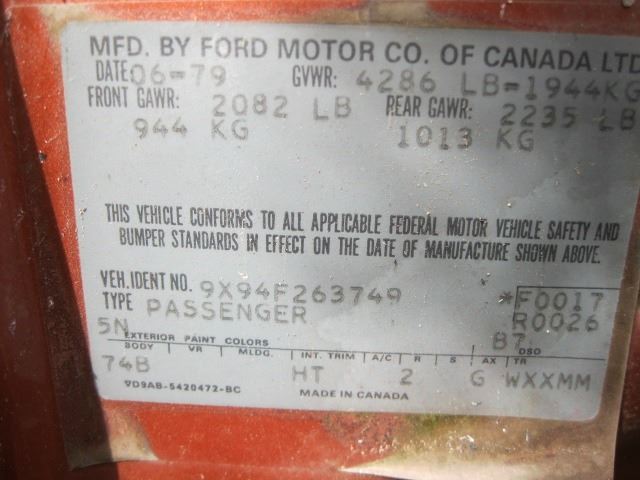 MFD. BY FORD MOTOR CO. OF CANADA LTD
DATE 06-79 GVWR: 4286 LB=1944KG
FRONT GAWR: 2082 LB REAR GAWR: 2235 LB
944 KG 1013 KG
THIS VEHICLE CONFORMS TO ALL APPLICABLE FEDERAL MOTOR VEHICLE SAFETY AND
BUMPER STANDARDS IN EFFECT ON THE DATE OF MANUFACTURE SHOWN ABOVE.
VEH. IDENT NO. 9X94F263749 *F0017
TYPE PASSENGER R0026
5N B7
EXTERIOR PAINT COLORS DSO
BODY | VR | MLDG. | INT. TRIM | A/C | R | S | AX | TR
74B HT 2 G WXXMM
D9AB-5420472-BC MADE IN CANADA